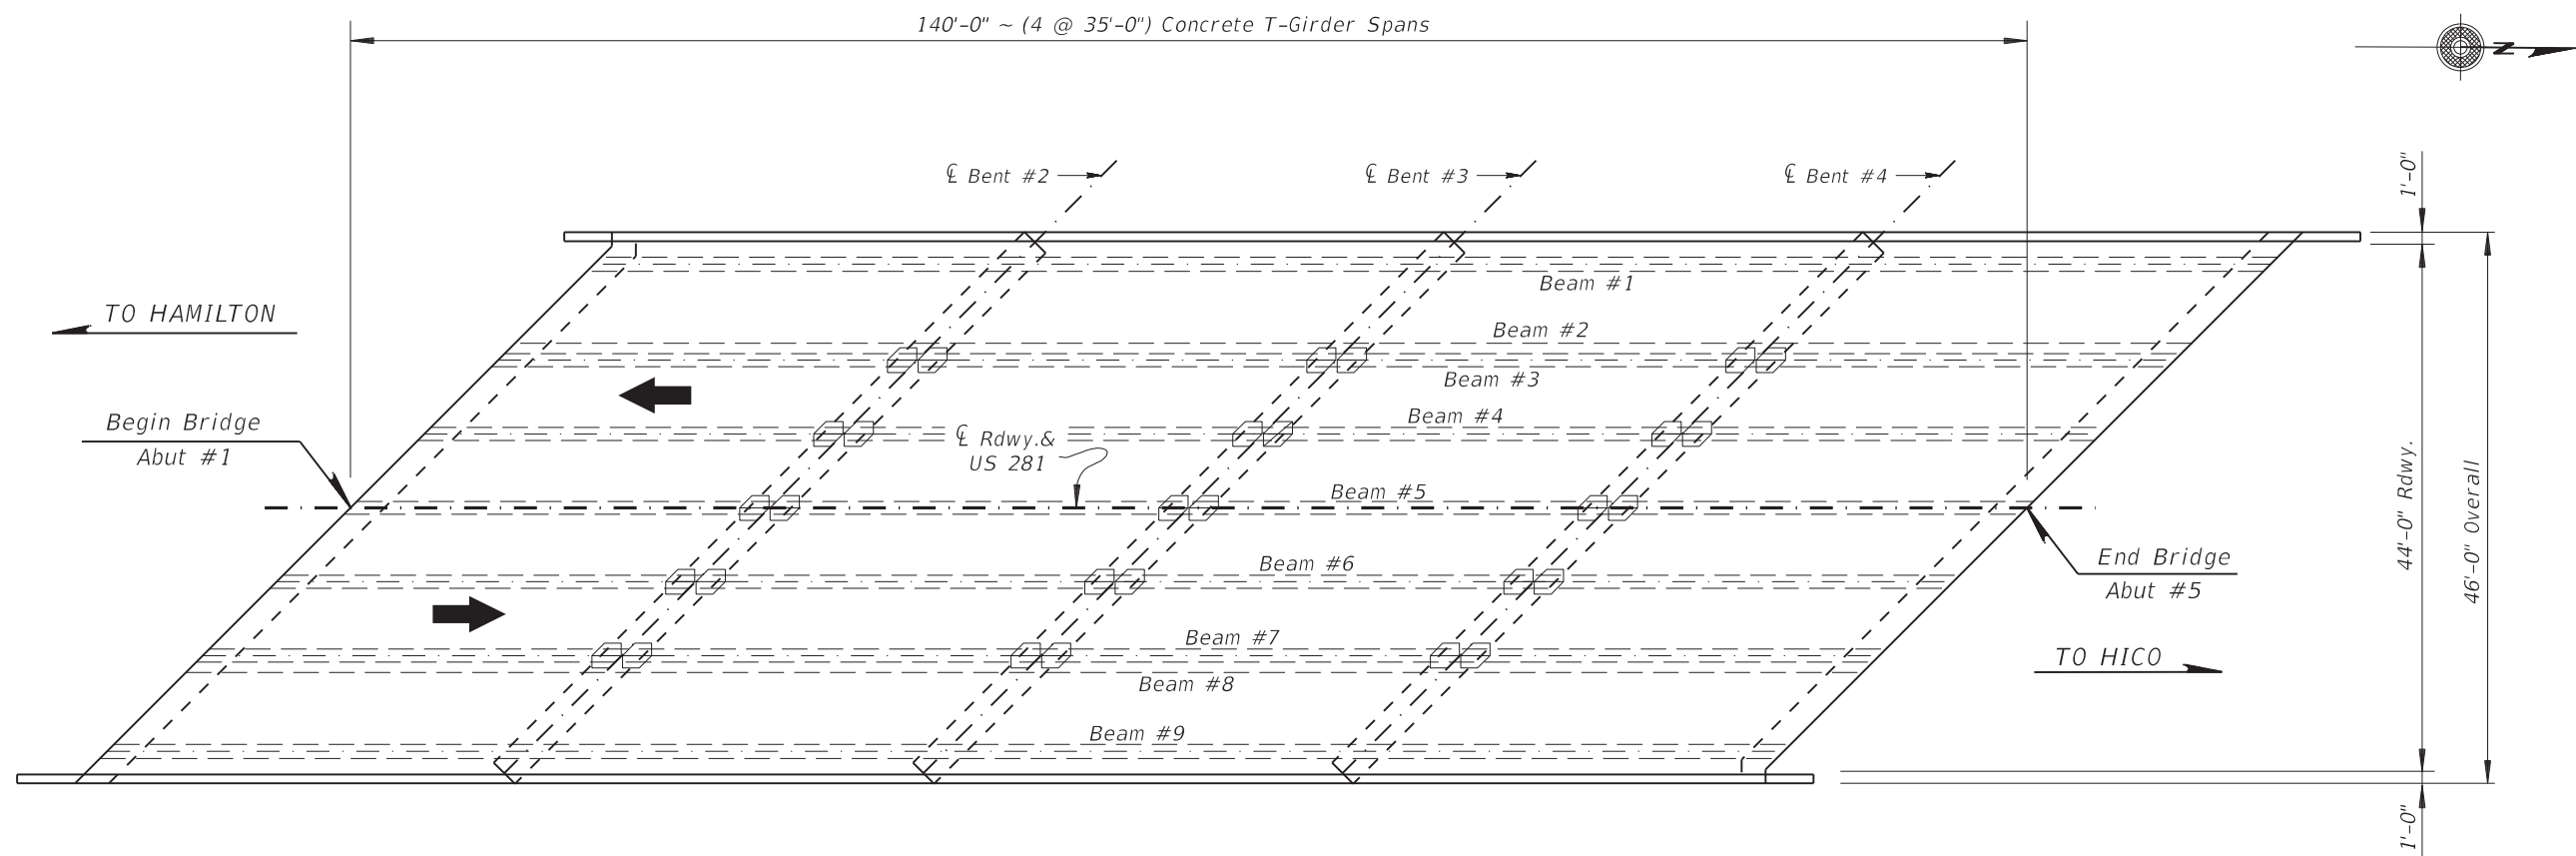 140'-0" ~ (4 @ 35'-0") Concrete T-Girder Spans
N
℄ Bent #2
℄ Bent #3
℄ Bent #4
1'-0"
Beam #1
TO HAMILTON
Beam #2
Beam #3
Beam #4
Begin Bridge
Abut #1
℄ Rdwy.&
US 281
Beam #5
44'-0" Rdwy.
46'-0" Overall
Beam #6
End Bridge
Abut #5
Beam #7
TO HICO
Beam #8
Beam #9
1'-0"